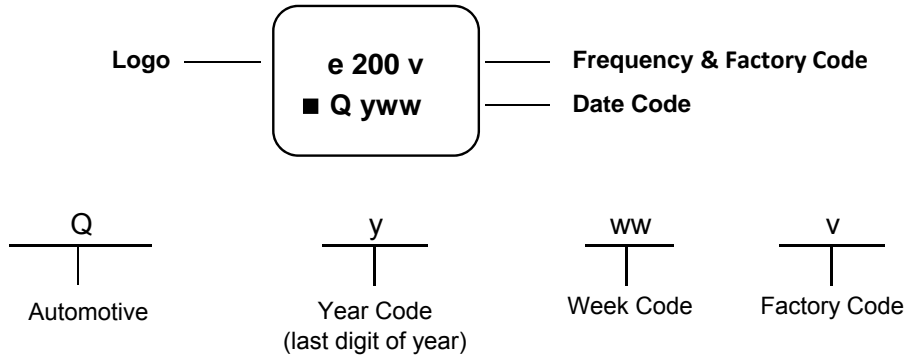 Logo
e 200 v
Frequency & Factory Code
■ Q yww
Date Code
Q
y
ww
v
Automotive
Year Code
(last digit of year)
Week Code
Factory Code